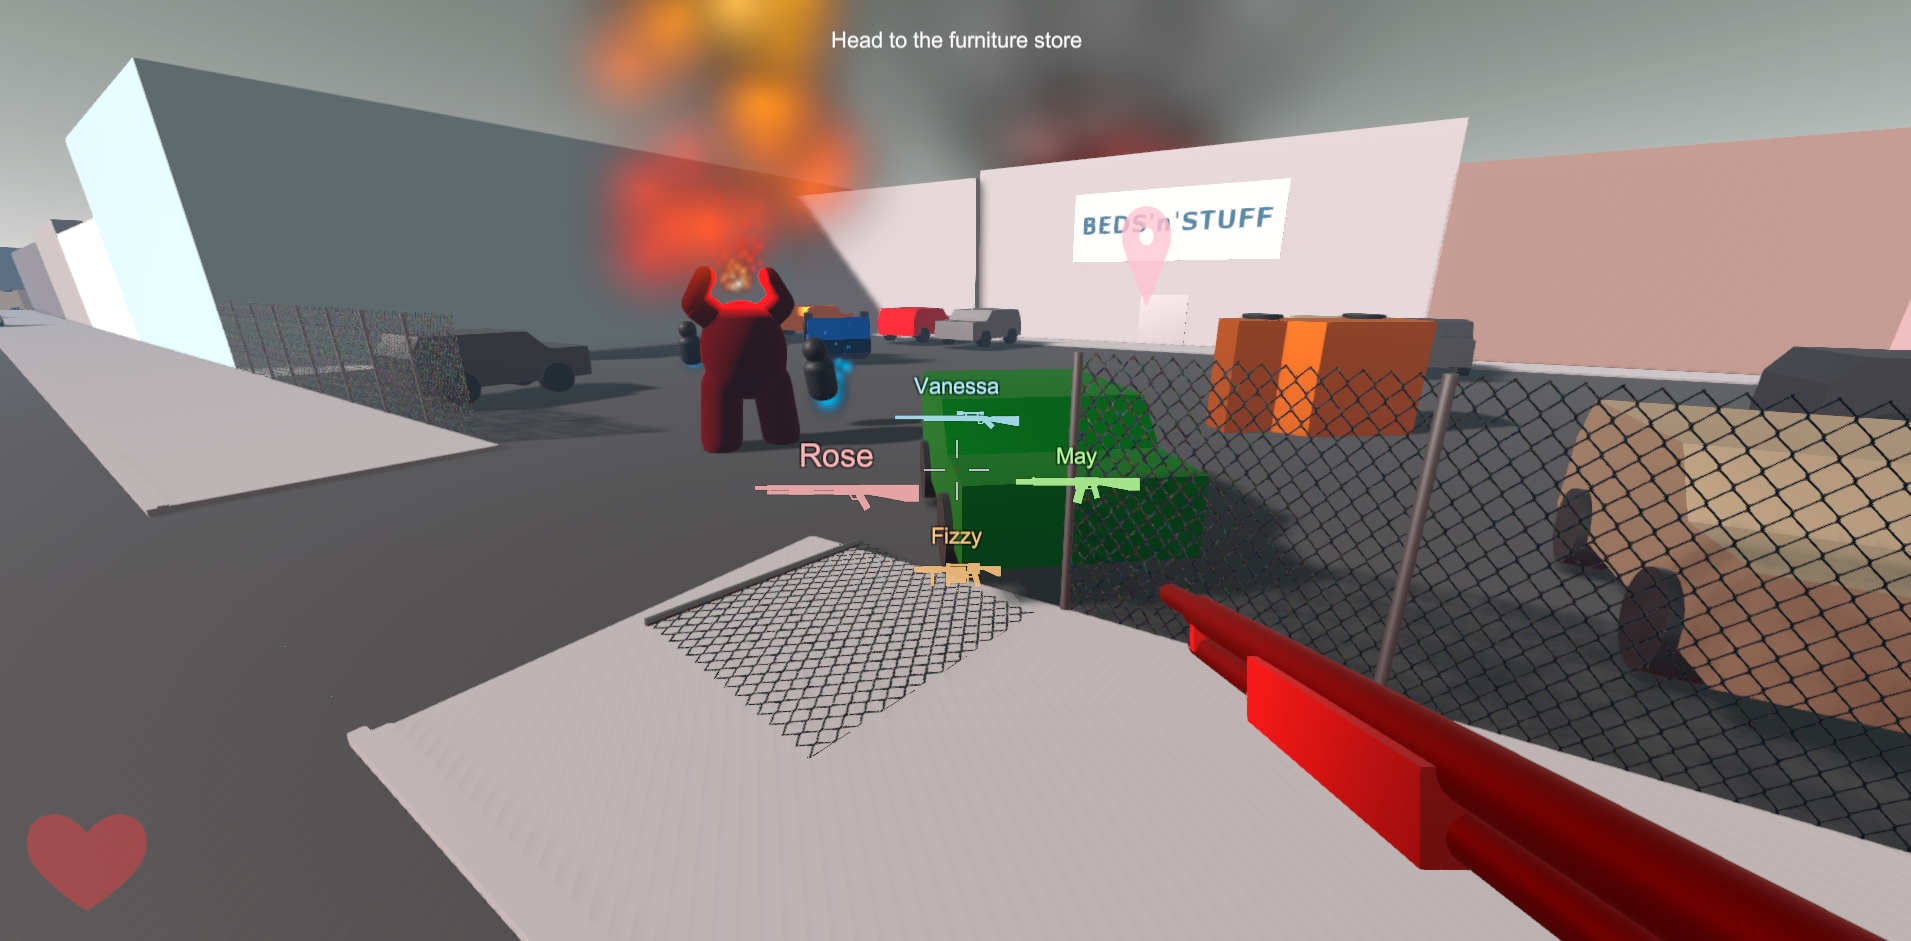 Head to the furniture store
BEDS'n'STUFF
Vanessa
Rose
May
Fizzy